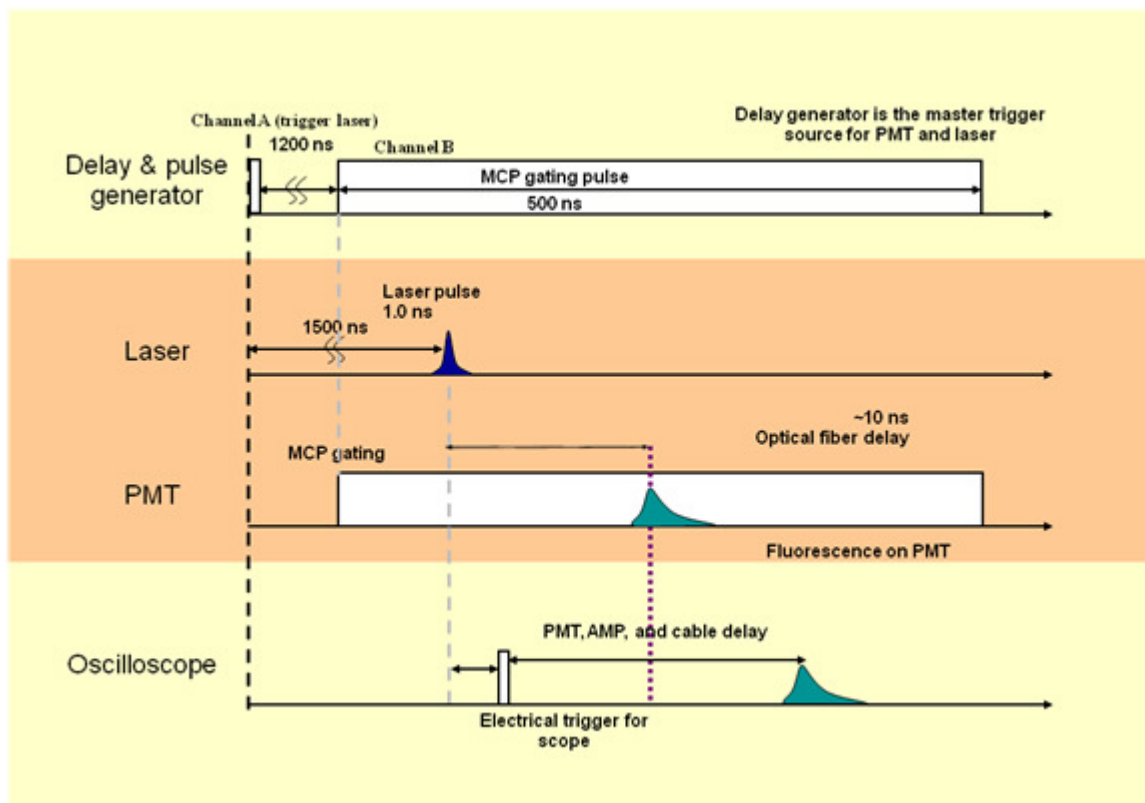 Channel A (trigger laser)
1200 ns
Channel B
Delay generator is the master trigger
source for PMT and laser
Delay & pulse
generator
MCP gating pulse
500 ns
Laser pulse
1.0 ns
1500 ns
Laser
~10 ns
Optical fiber delay
MCP gating
PMT
Fluorescence on PMT
PMT, AMP, and cable delay
Oscilloscope
Electrical trigger for
scope